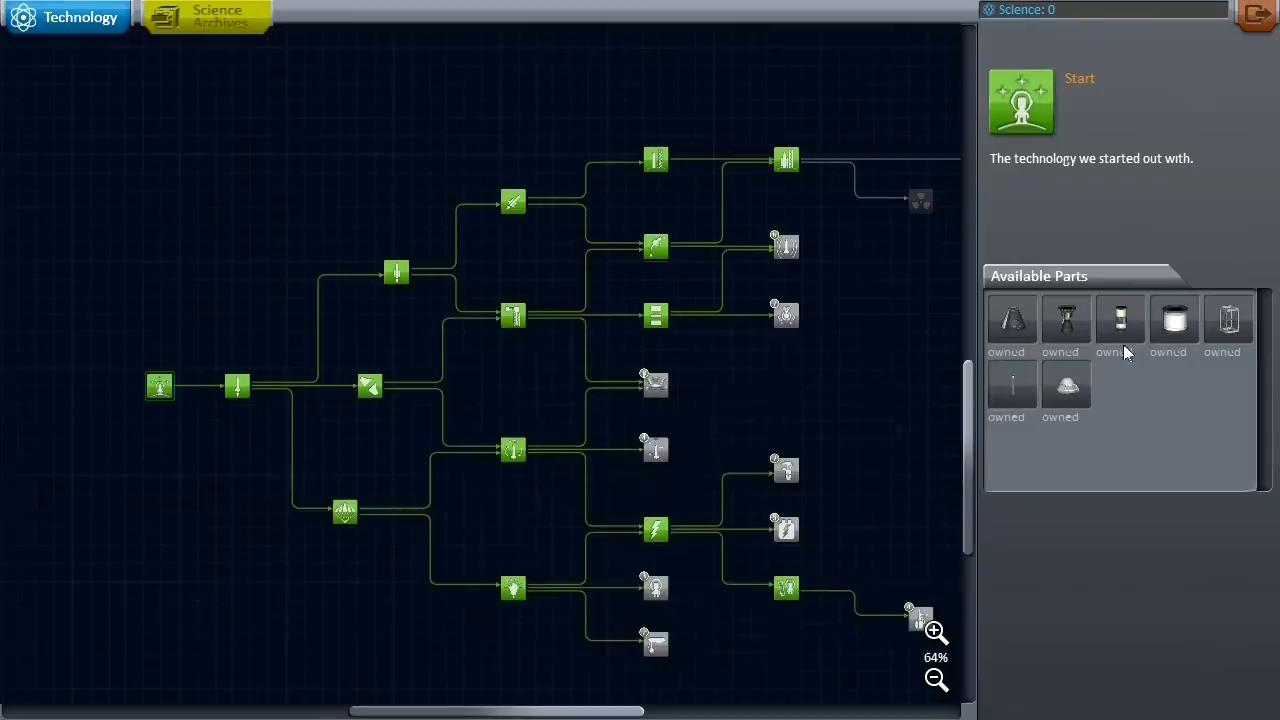 Technology
Science
Archives
Science: 0
Start
The technology we started out with.
Available Parts
owned owned owned owned owned
owned owned
64%